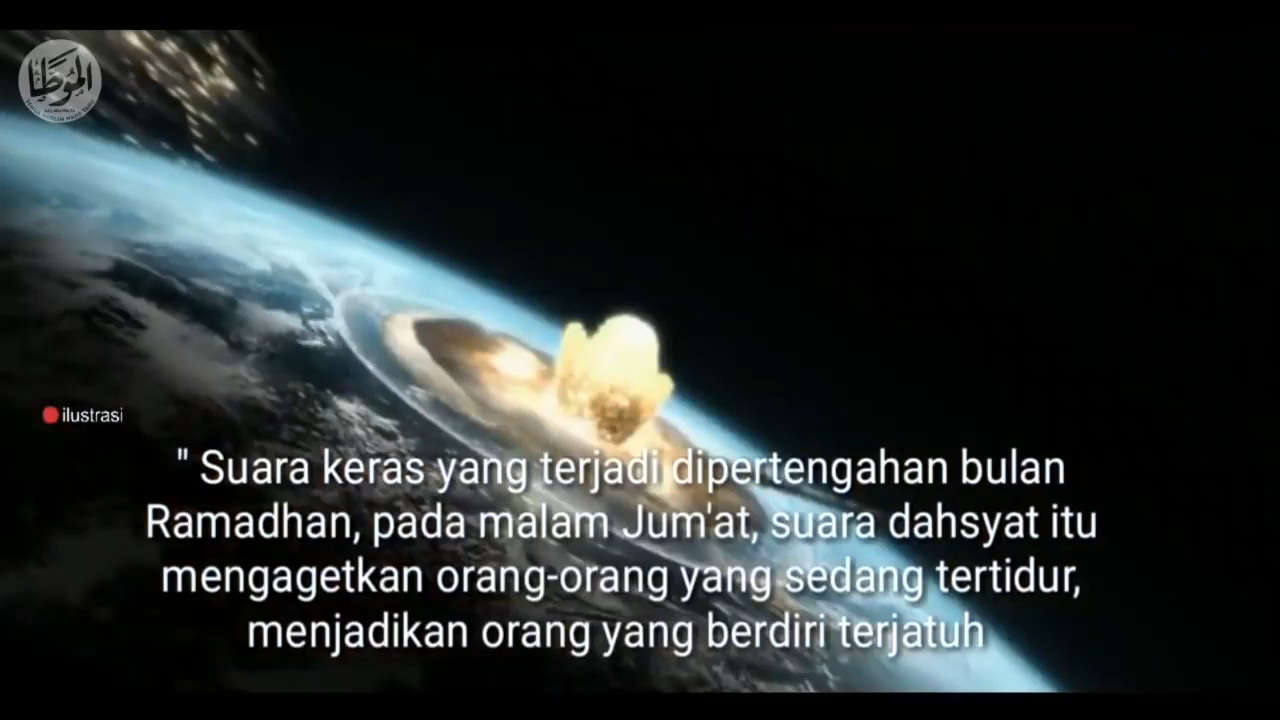 الموطأ
ilustrasi
" Suara keras yang terjadi dipertengahan bulan
Ramadhan, pada malam Jum'at, suara dahsyat itu
mengagetkan orang-orang yang sedang tertidur,
menjadikan orang yang berdiri terjatuh